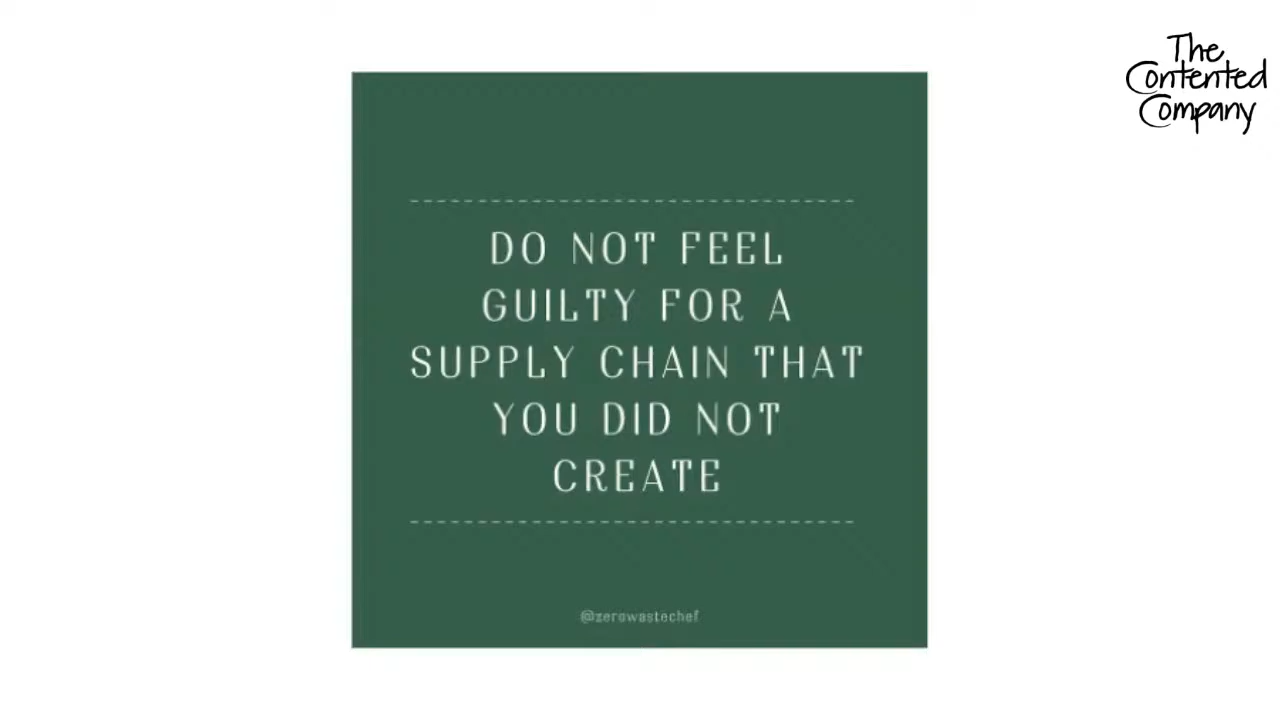 The
Contented
Company
DO NOT FEEL
GUILTY FOR A
SUPPLY CHAIN THAT
YOU DID NOT
CREATE
@zerowastechef